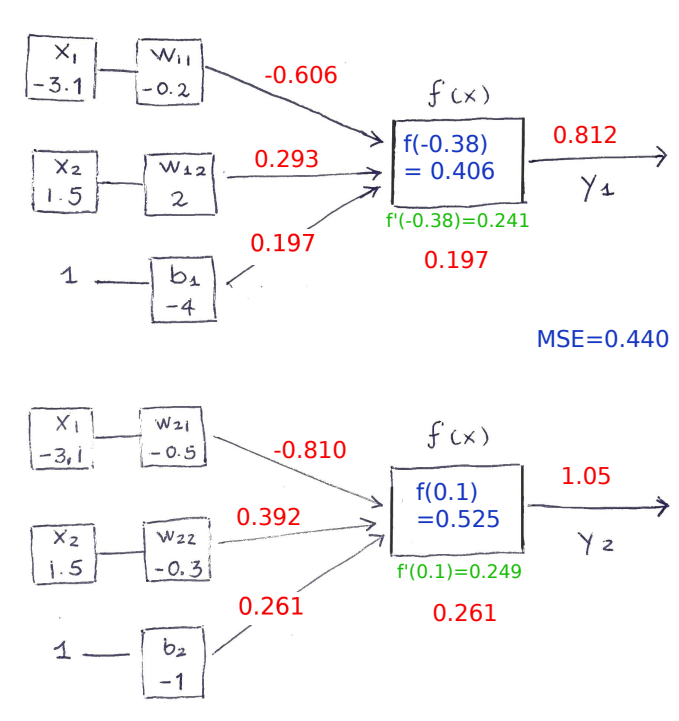 x₁
-3.1
w₁₁
-0.2
-0.606
f(x)
x₂
1.5
w₁₂
2
0.293
f(-0.38)
= 0.406
0.812
y₁
f'(-0.38)=0.241
0.197
1
b₁
-4
0.197
MSE=0.440
x₁
-3,1
w₂₁
-0.5
-0.810
f(x)
x₂
1.5
w₂₂
-0.3
0.392
f(0.1)
=0.525
1.05
y₂
f'(0.1)=0.249
0.261
1
b₂
-1
0.261